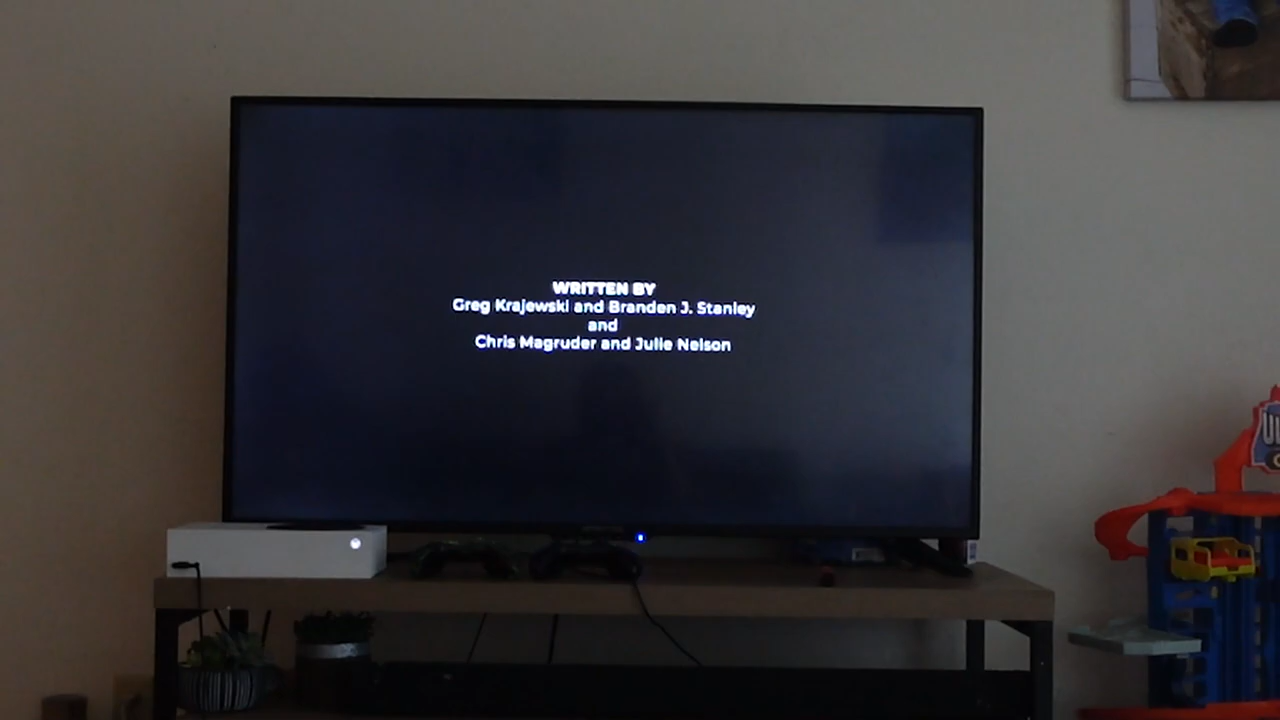 WRITTEN BY
Greg Krajewski and Branden J. Stanley
and
Chris Magruder and Julie Nelson